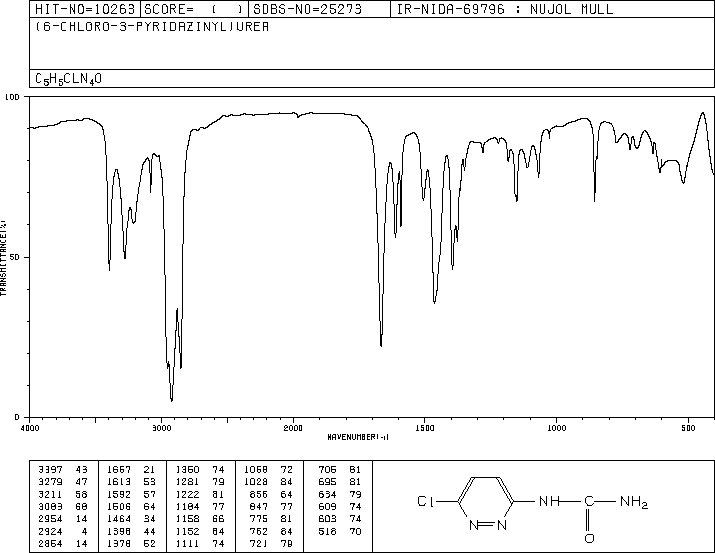 HIT-NO=10263 SCORE= ( ) SDBS-NO=25273 IR-NIDA-69796 : NUJOL MULL
(6-CHLORO-3-PYRIDAZINYL)UREA
C5H5CLN4O
100
TRANSMITTANCE(%)
50
0
4000 3000 2000 1500 1000 500
WAVENUMBER(-1)
3397 43 1667 21 1360 74 1068 72 706 81
3279 47 1613 53 1281 79 1028 84 695 81
3211 58 1592 57 1222 81 856 64 634 79
3083 68 1506 64 1184 77 847 77 609 74
2954 14 1464 34 1158 66 775 81 603 74
2924 4 1398 44 1152 64 762 84 518 70
2854 14 1378 52 1111 74 721 79
Cl NH C NH2
N N
O